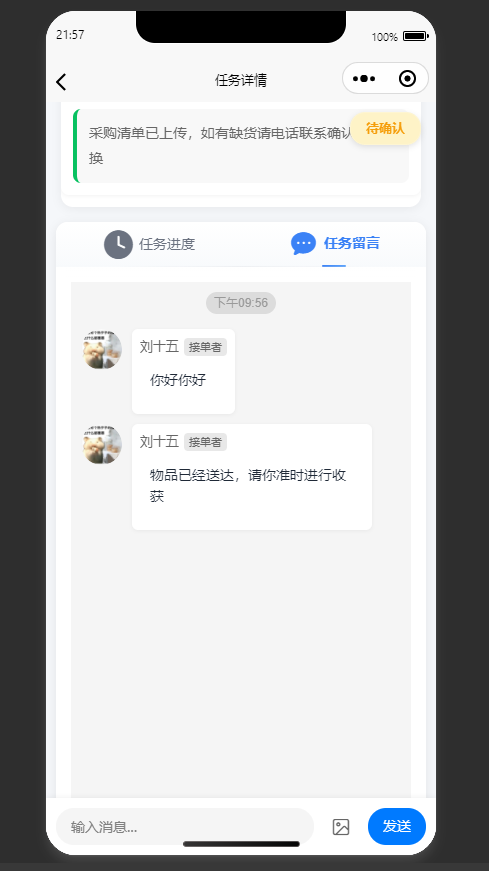 21:57
100%
任务详情
采购清单已上传，如有缺货请电话联系确认
换
待确认
任务进度
任务留言
下午09:56
刘十五 接单者
你好你好
刘十五 接单者
物品已经送达，请你准时进行收
获
输入消息...
发送